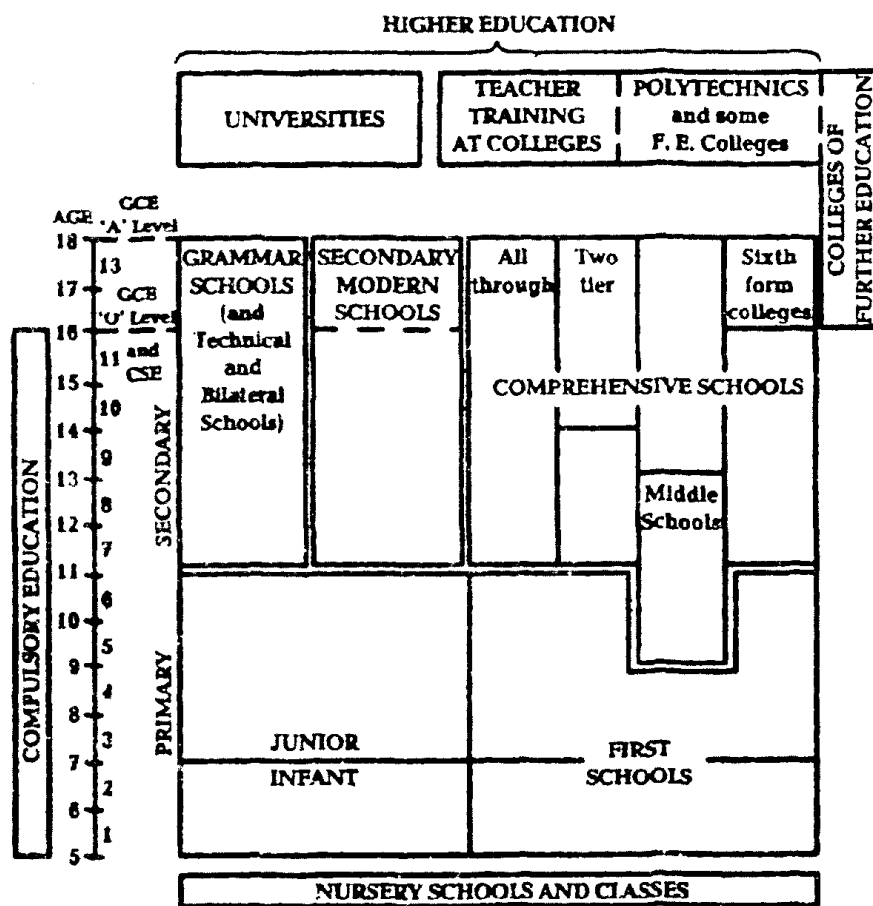 HIGHER EDUCATION
UNIVERSITIES
TEACHER
TRAINING
AT COLLEGES
POLYTECHNICS
and some
F. E. Colleges
COLLEGES OF
FURTHER EDUCATION
AGE
GCE
'A' Level
18
13
17
GCE
'O' Level
16
11 and
CSE
15
10
14
9
13
8
12
7
11
6
10
5
9
4
8
3
7
2
6
1
5
COMPULSORY EDUCATION
SECONDARY
PRIMARY
GRAMMAR
SCHOOLS
(and
Technical
and
Bilateral
Schools)
SECONDARY
MODERN
SCHOOLS
All
through
Two
tier
Sixth
form
colleges
COMPREHENSIVE SCHOOLS
Middle
Schools
JUNIOR
INFANT
FIRST
SCHOOLS
NURSERY SCHOOLS AND CLASSES